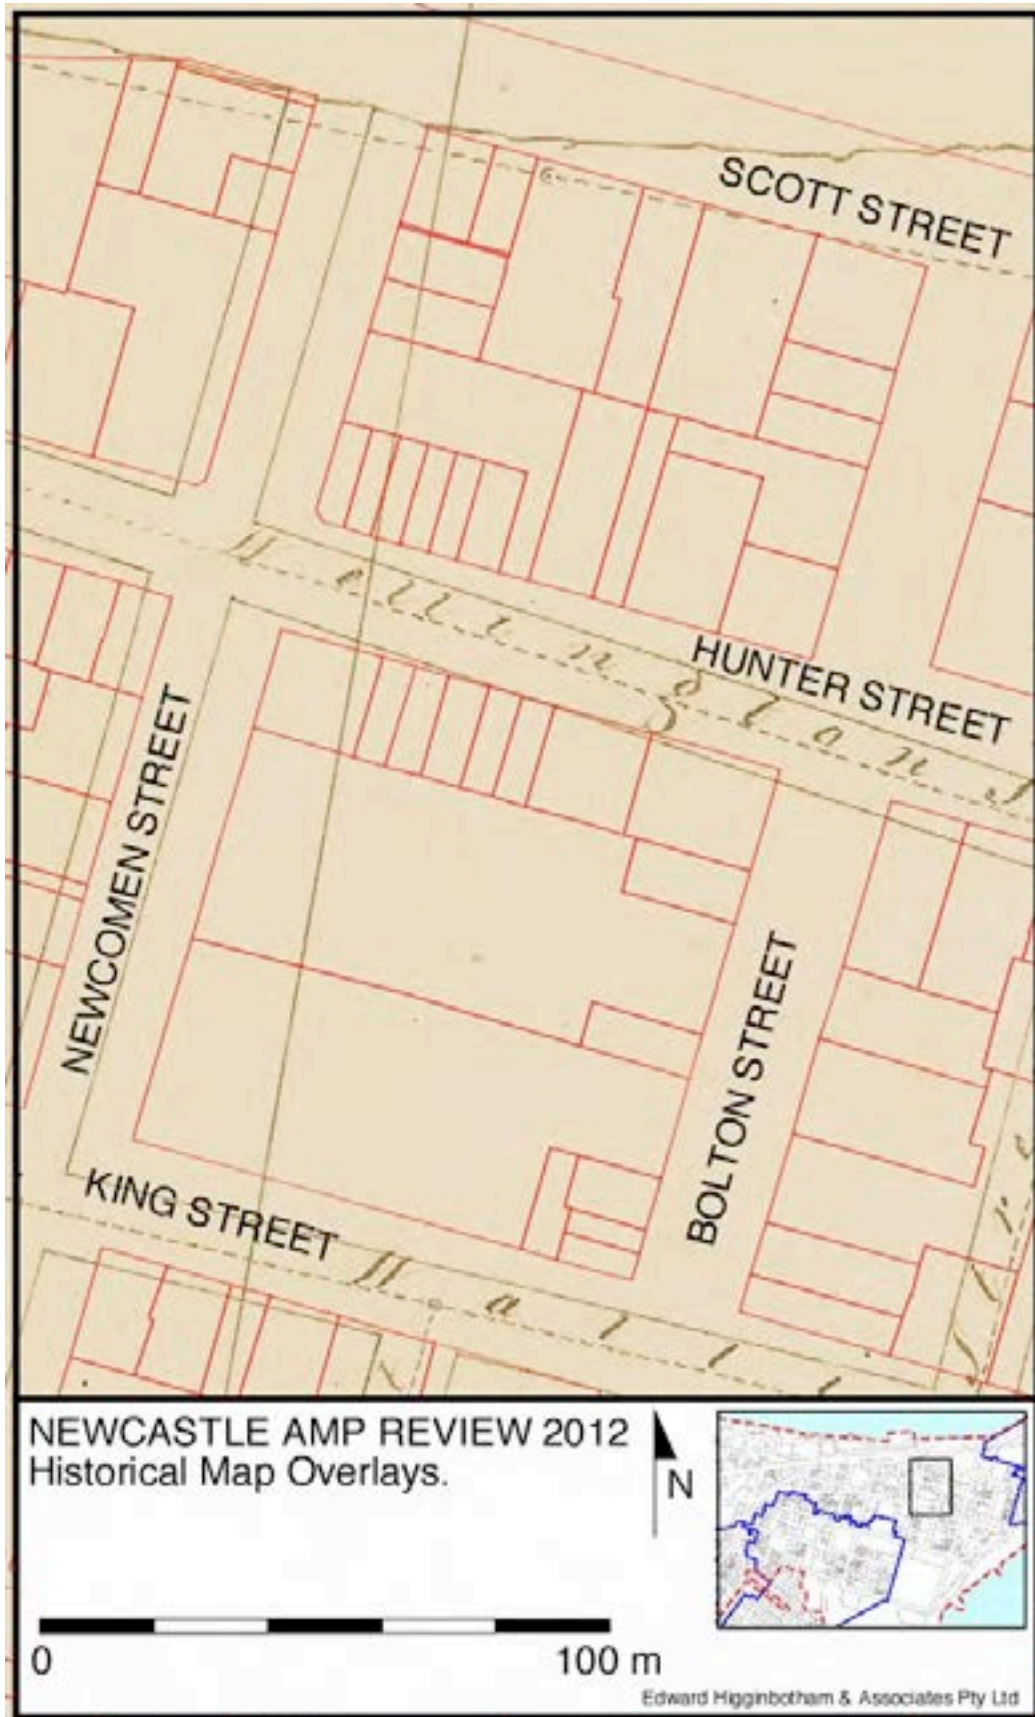 SCOTT STREET
HUNTER STREET
NEWCOMEN STREET
BOLTON STREET
KING STREET
NEWCASTLE AMP REVIEW 2012
Historical Map Overlays.
N
0 100 m
Edward Higginbotham & Associates Pty Ltd